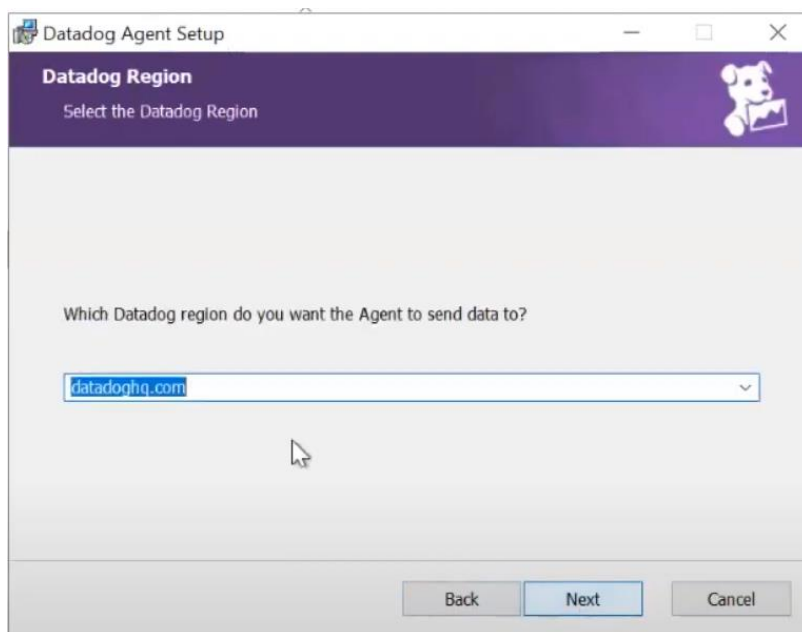 Datadog Agent Setup
Datadog Region
Select the Datadog Region
Which Datadog region do you want the Agent to send data to?
datadoghq.com
Back
Next
Cancel